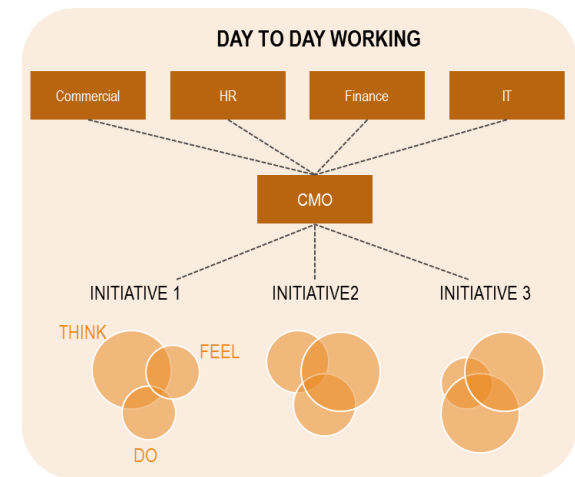 DAY TO DAY WORKING
Commercial
HR
Finance
IT
CMO
INITIATIVE 1
INITIATIVE2
INITIATIVE 3
THINK
FEEL
DO